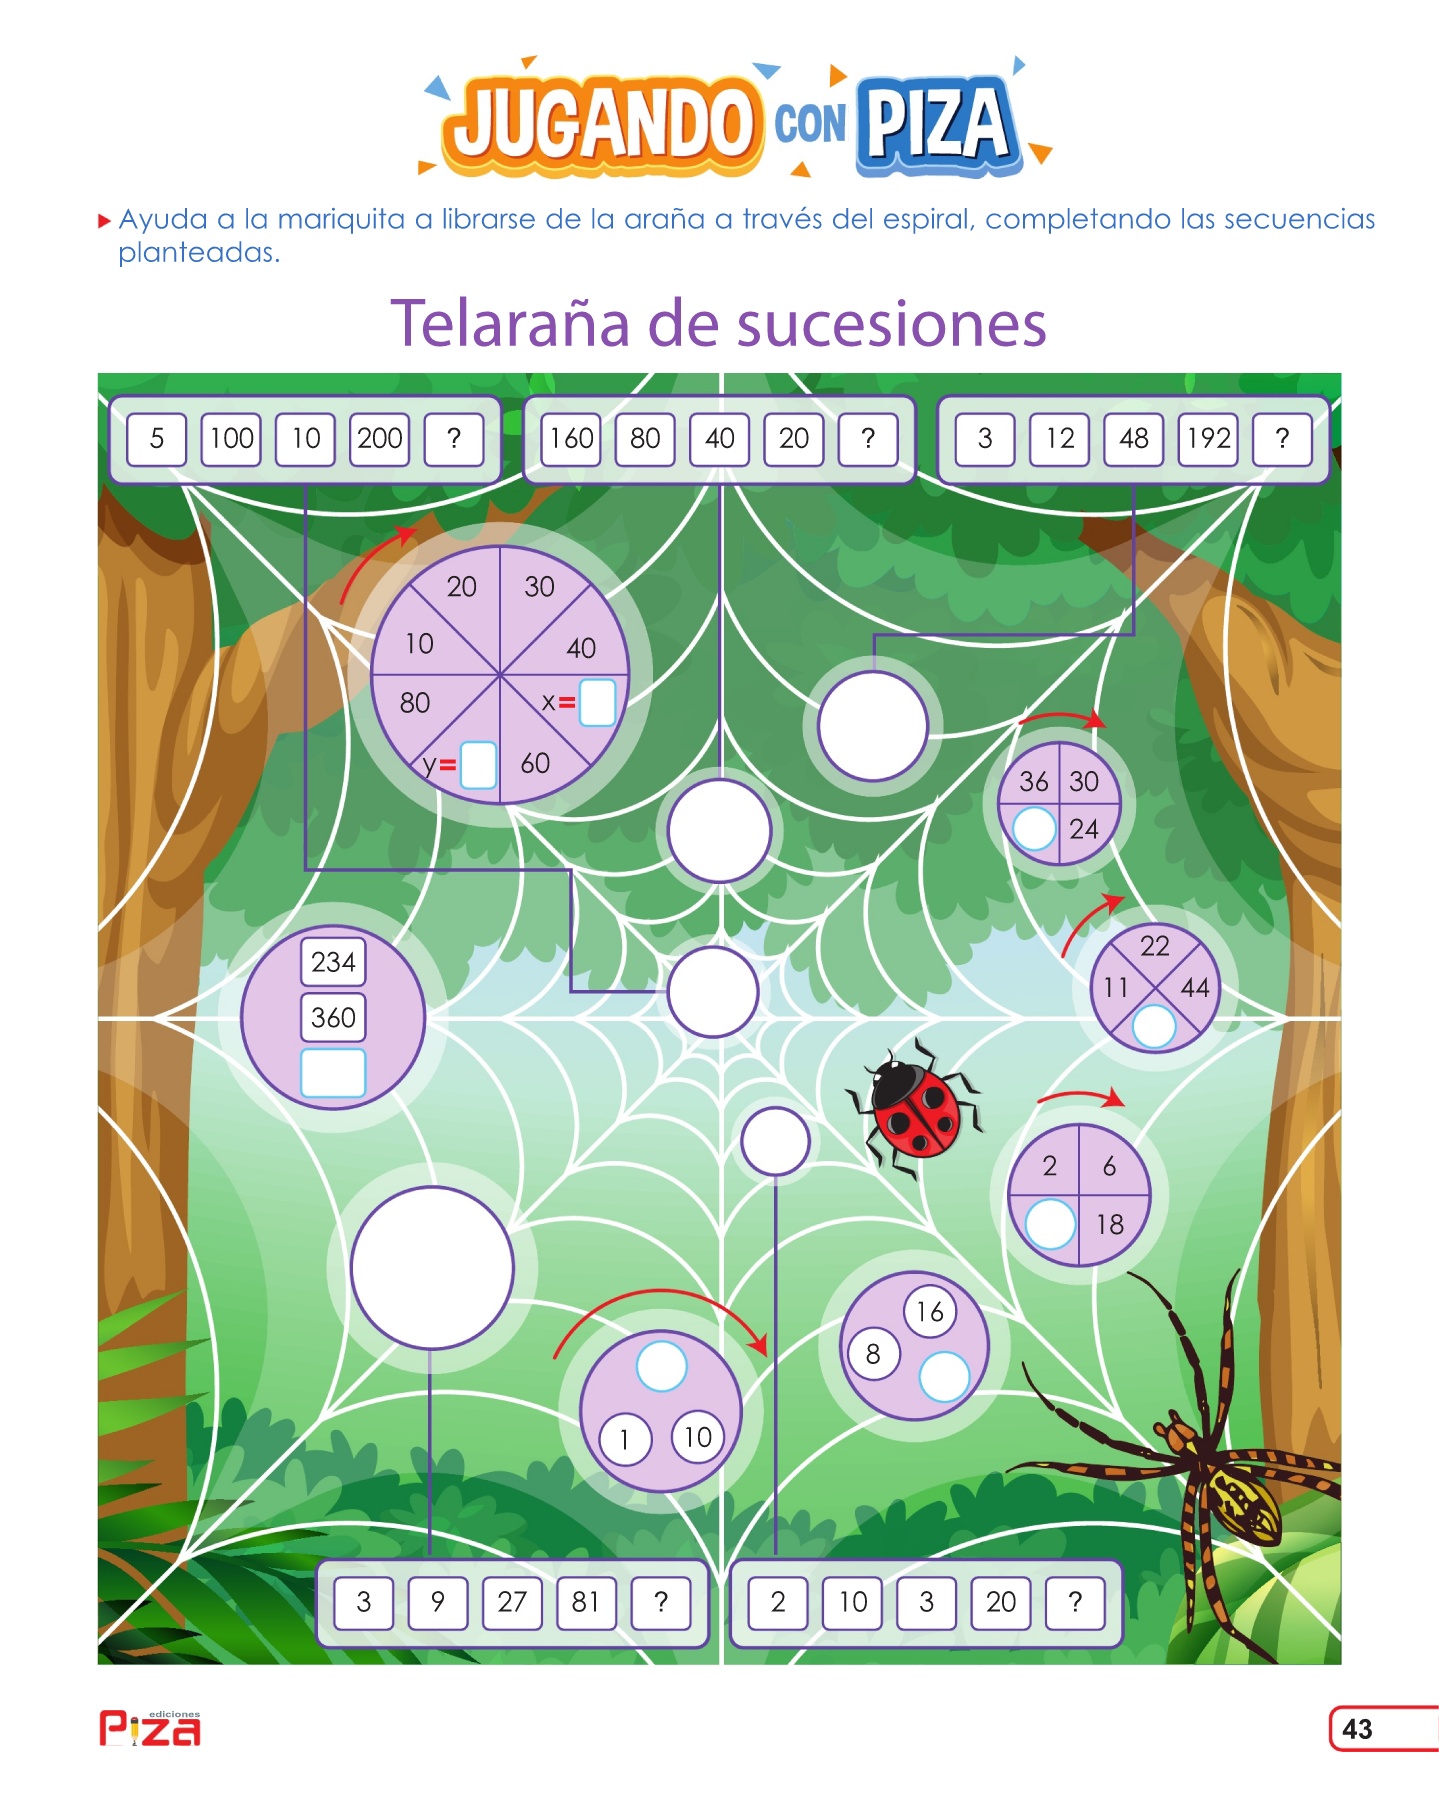 JUGANDO CON PIZA
Ayuda a la mariquita a librarse de la araña a través del espiral, completando las secuencias
planteadas.
Telaraña de sucesiones
5 100 10 200 ?
160 80 40 20 ?
3 12 48 192 ?
20 30
10 40
80 x=
y= 60
36 30
24
234
360
22
11 44
2 6
18
16
8
1 10
3 9 27 81 ?
2 10 3 20 ?
ediciones
Piza
43